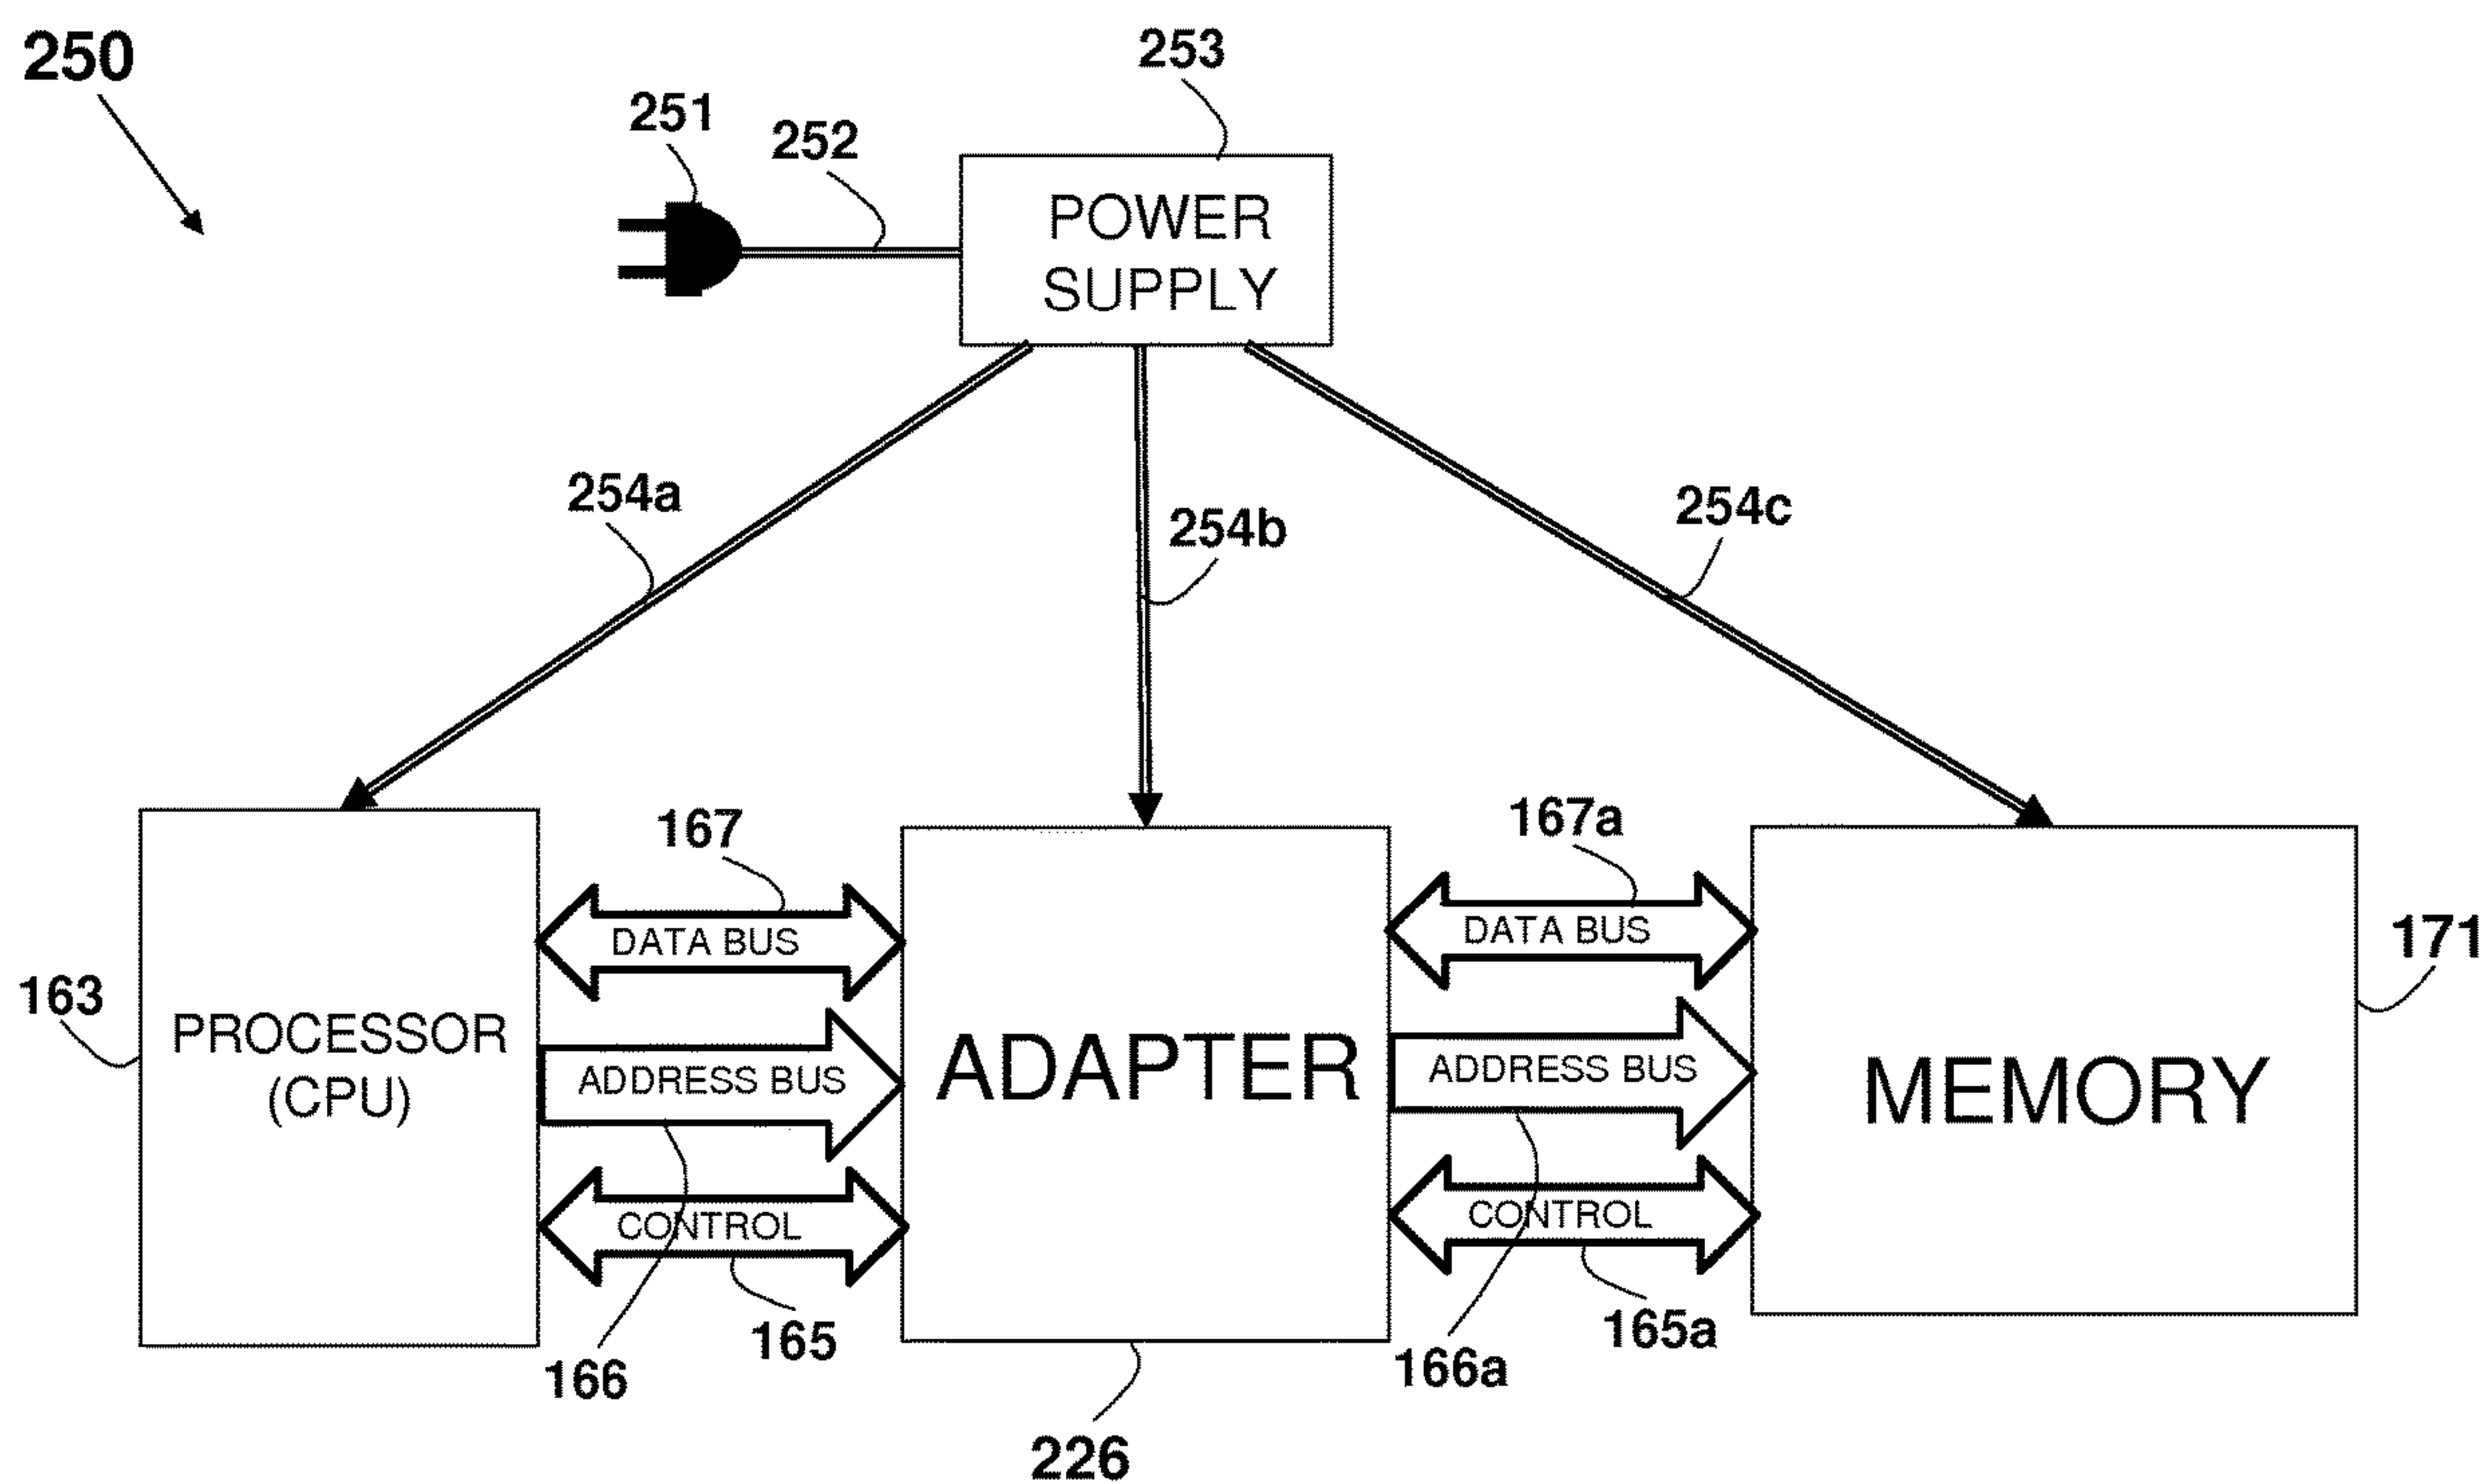 250
253
251
252
POWER
SUPPLY
254a
254b
254c
167
167a
DATA BUS
DATA BUS
171
163
PROCESSOR
(CPU)
ADDRESS BUS
ADAPTER
ADDRESS BUS
MEMORY
CONTROL
CONTROL
165
165a
166
166a
226